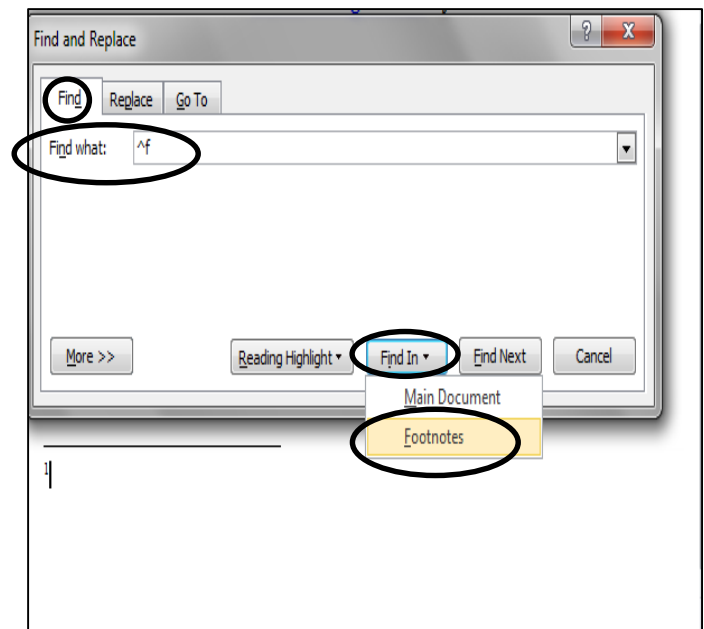 Find and Replace ? X
Find Replace Go To
Find what: ^f
More >> Reading Highlight Find In Find Next Cancel
Main Document
Footnotes
1